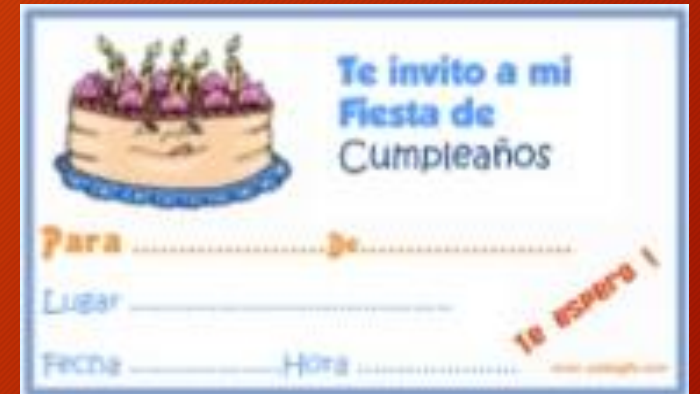 Te invito a mi
Fiesta de
Cumpleaños
Para ........................De..........................
Lugar ..........................................
Fecha ....................Hora ......................
Te espero !